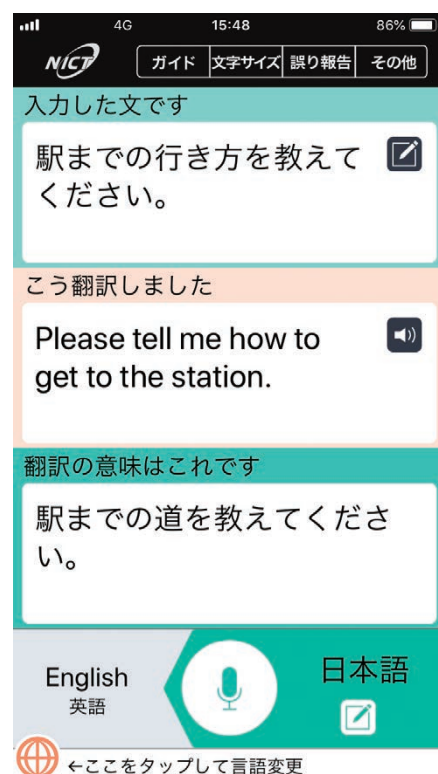 4G 15:48 86%
NICT ガイド 文字サイズ 誤り報告 その他
入力した文です
駅までの行き方を教えて
ください。
こう翻訳しました
Please tell me how to
get to the station.
翻訳の意味はこれです
駅までの道を教えてくださ
い。
English 日本語
英語
←ここをタップして言語変更